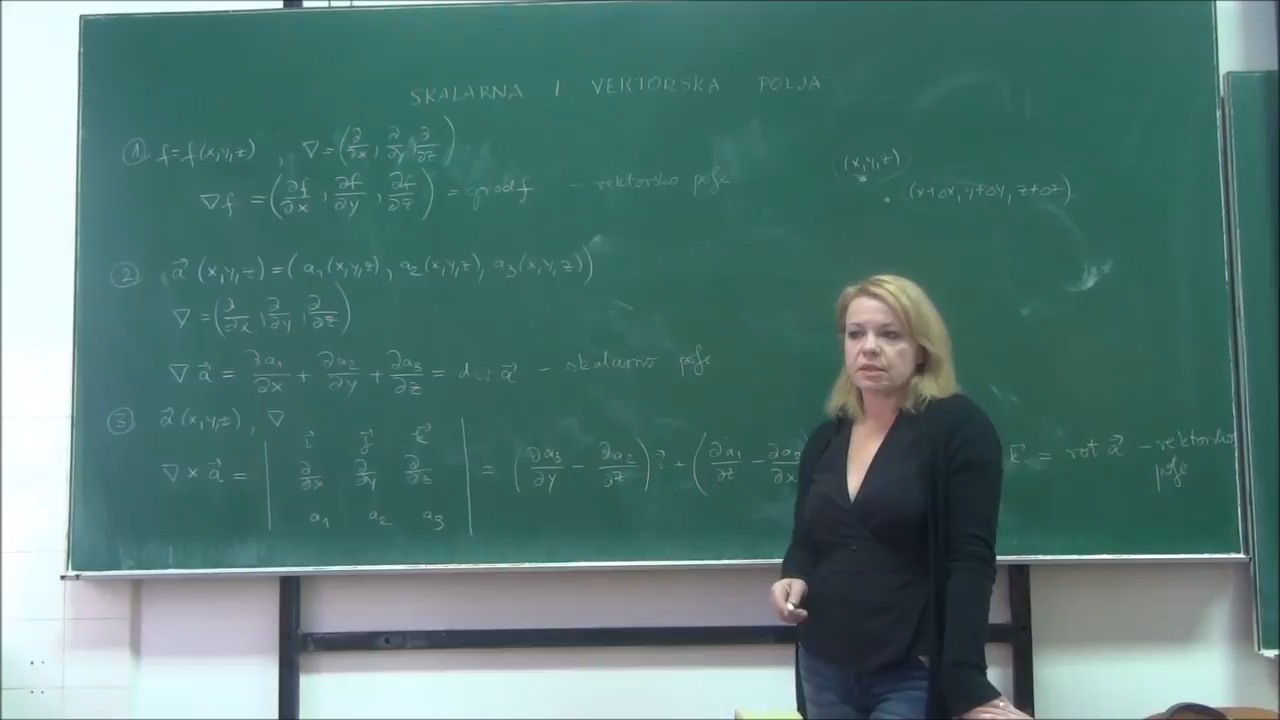 SKALARNA I VEKTORSKA POLJA
① f=f(x,y,z) , ∇=(∂/∂x, ∂/∂y, ∂/∂z)
∇f = (∂f/∂x, ∂f/∂y, ∂f/∂z) = grad f – vektorsko polje
(x,y,z)
(x+Δx, y+Δy, z+Δz)
② a⃗ (x,y,z)=(a₁(x,y,z), a₂(x,y,z), a₃(x,y,z))
∇ =(∂/∂x, ∂/∂y, ∂/∂z)
∇a⃗ = ∂a₁/∂x + ∂a₂/∂y + ∂a₃/∂z = div a⃗ – skalarno polje
③ a⃗(x,y,z), ∇
∇×a⃗ = | i⃗ j⃗ k⃗ ; ∂/∂x ∂/∂y ∂/∂z ; a₁ a₂ a₃ | = (∂a₃/∂y – ∂a₂/∂z) i⃗ + (∂a₁/∂z – ∂a₃/∂x = rot a⃗ – vektorsko
polje